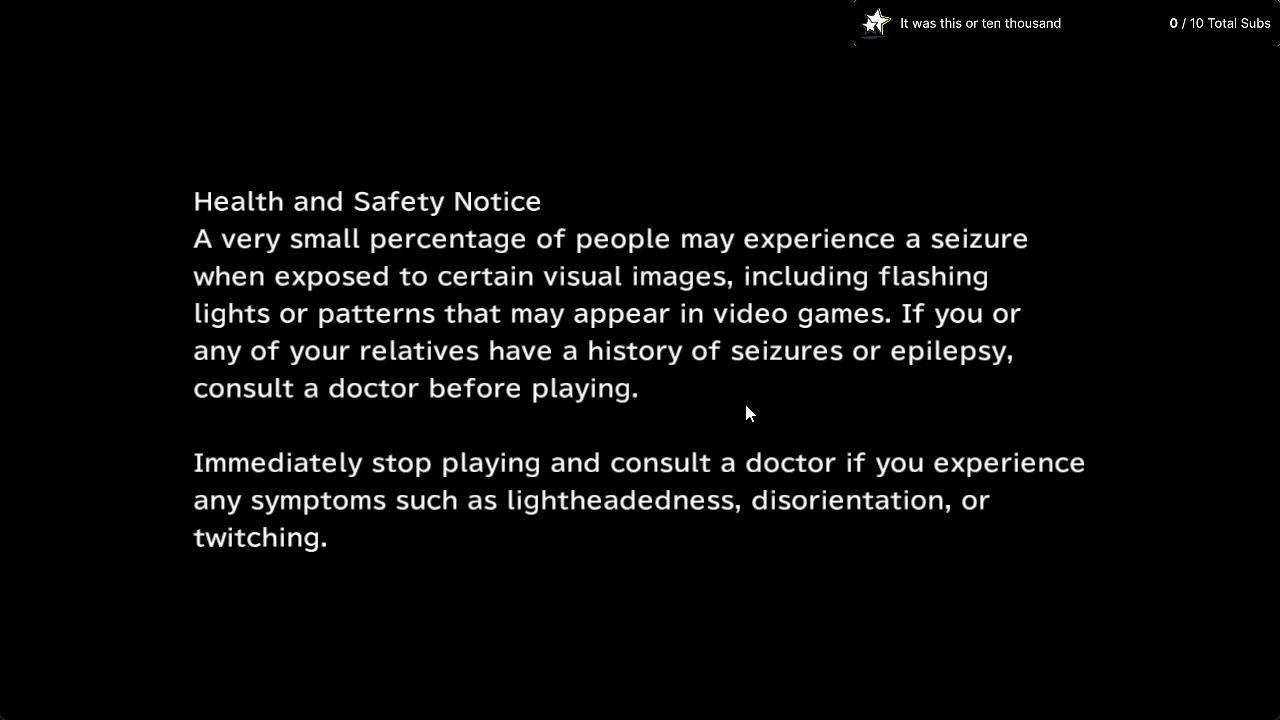 It was this or ten thousand 0 / 10 Total Subs
Health and Safety Notice
A very small percentage of people may experience a seizure
when exposed to certain visual images, including flashing
lights or patterns that may appear in video games. If you or
any of your relatives have a history of seizures or epilepsy,
consult a doctor before playing.
Immediately stop playing and consult a doctor if you experience
any symptoms such as lightheadedness, disorientation, or
twitching.